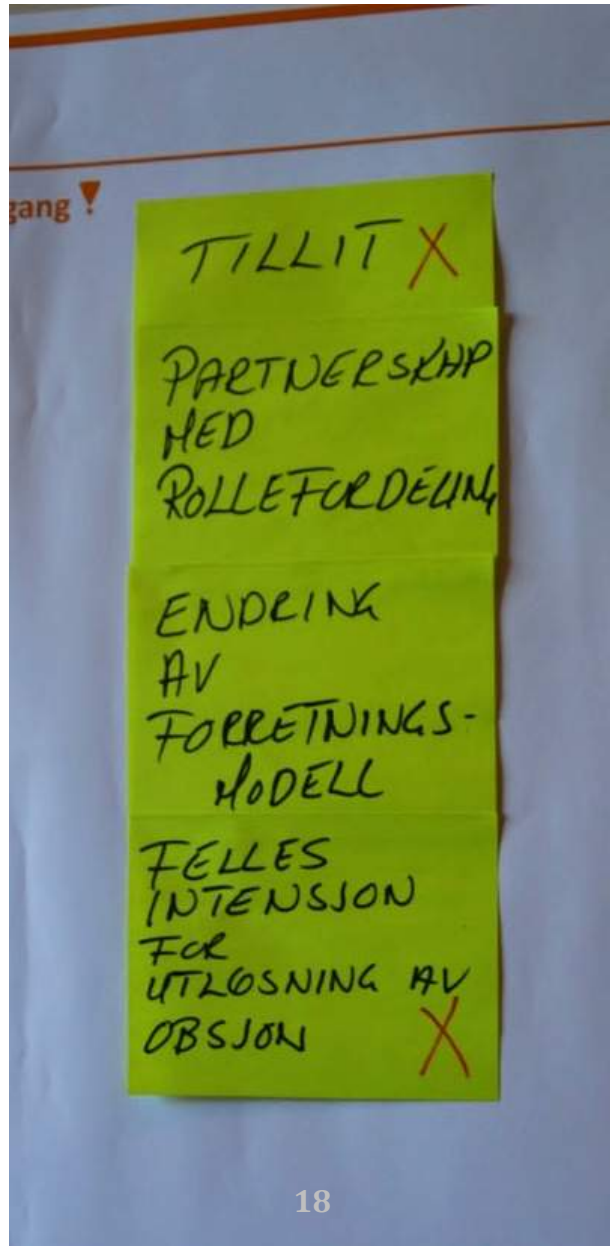 gang !
TILLIT X
PARTNERSKAP
MED
ROLLEFORDELING
ENDRING
AV
FORRETNINGS-
MODELL
FELLES
INTENSJON
FOR
UTLØSNING AV
OBSJON X
18